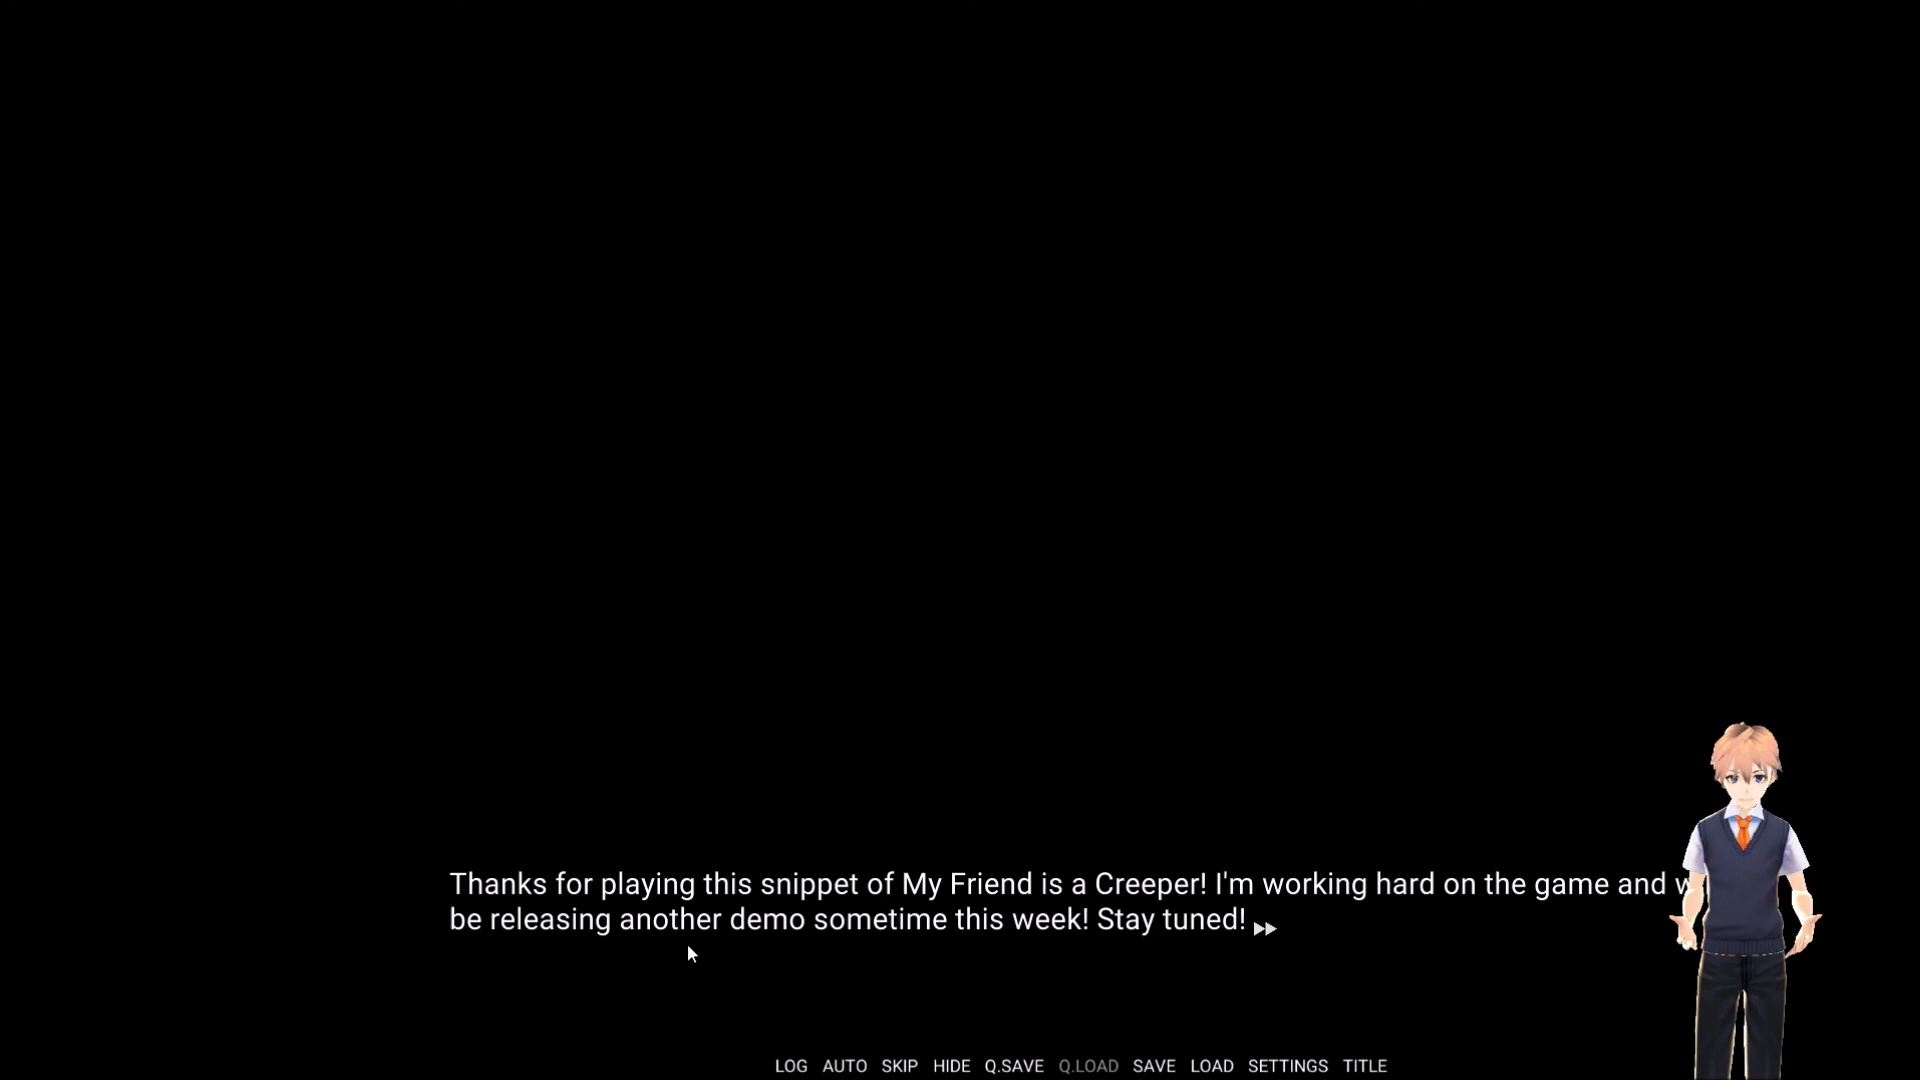 Thanks for playing this snippet of My Friend is a Creeper! I'm working hard on the game and
be releasing another demo sometime this week! Stay tuned!
LOG AUTO SKIP HIDE Q.SAVE Q.LOAD SAVE LOAD SETTINGS TITLE